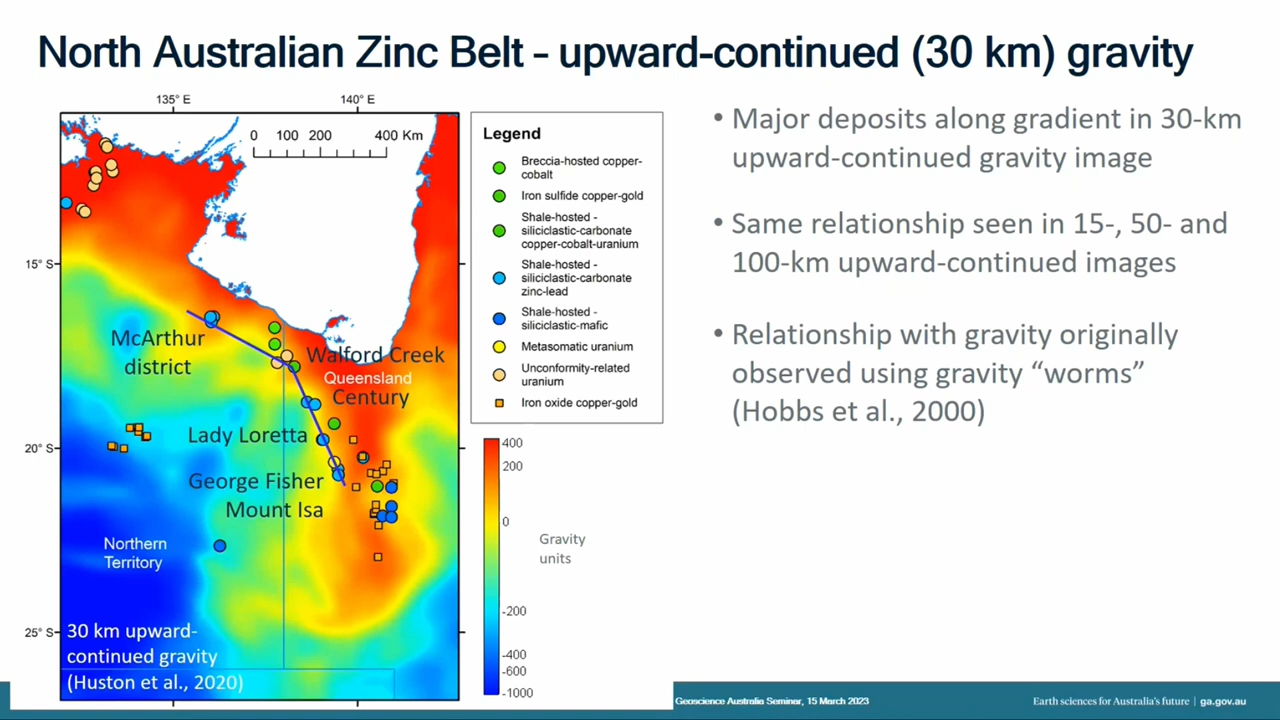 North Australian Zinc Belt – upward-continued (30 km) gravity
135° E
140° E
0 100 200 400 Km
15° S
20° S
25° S
McArthur
district
Walford Creek
Queensland
Century
Lady Loretta
George Fisher
Mount Isa
Northern
Territory
30 km upward-
continued gravity
(Huston et al., 2020)
Legend
Breccia-hosted copper-
cobalt
Iron sulfide copper-gold
Shale-hosted -
siliciclastic-carbonate
copper-cobalt-uranium
Shale-hosted -
siliciclastic-carbonate
zinc-lead
Shale-hosted -
siliciclastic-mafic
Metasomatic uranium
Unconformity-related
uranium
Iron oxide copper-gold
400
200
0
-200
-400
-600
-1000
Gravity
units
• Major deposits along gradient in 30-km
upward-continued gravity image
• Same relationship seen in 15-, 50- and
100-km upward-continued images
• Relationship with gravity originally
observed using gravity “worms”
(Hobbs et al., 2000)
Geoscience Australia Seminar, 15 March 2023
Earth sciences for Australia's future | ga.gov.au